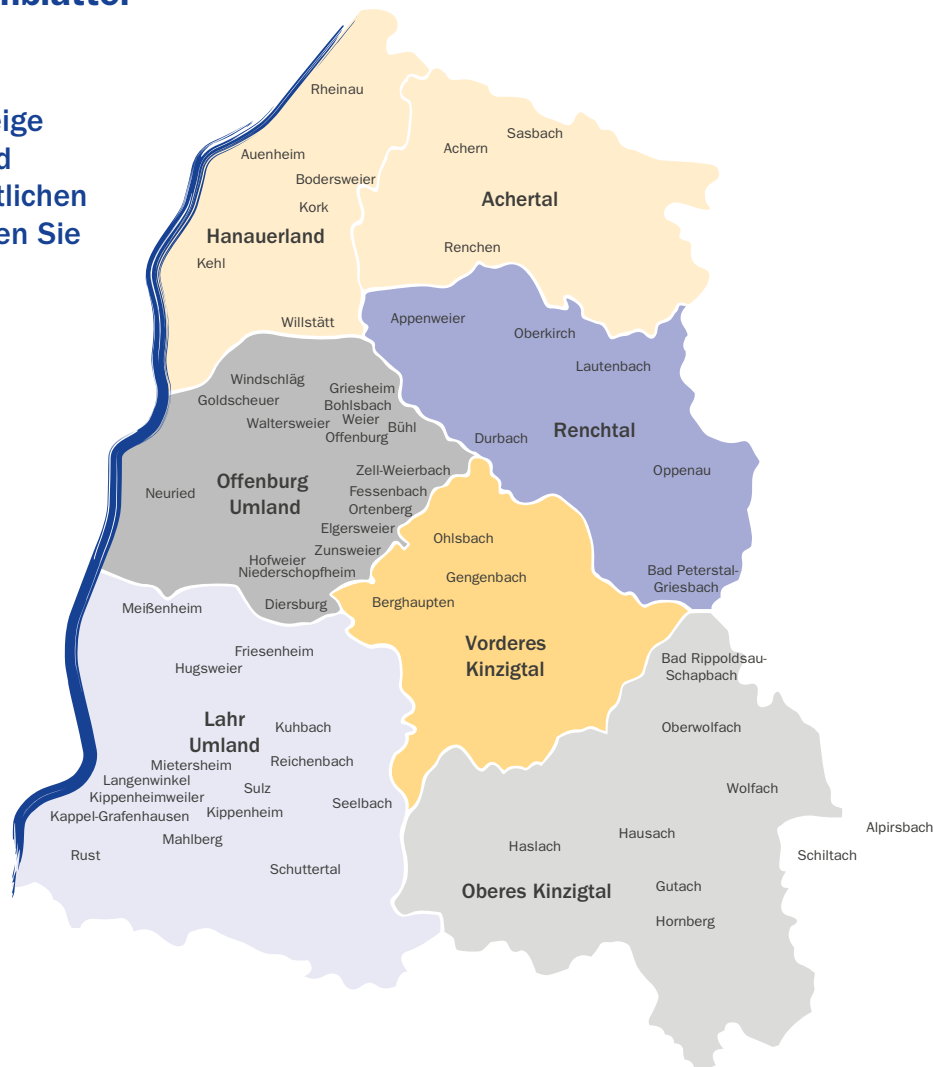 eige
tlichen
en Sie
Rheinau
Auenheim
Bodersweier
Kork
Hanauerland
Kehl
Willstätt
Sasbach
Achern
Achertal
Renchen
Appenweier
Oberkirch
Lautenbach
Durbach
Renchtal
Oppenau
Bad Peterstal-
Griesbach
Windschläg
Griesheim
Goldscheuer
Bohlsbach
Waltersweier
Weier
Bühl
Offenburg
Zell-Weierbach
Offenburg
Umland
Neuried
Fessenbach
Ortenberg
Elgersweier
Zunsweier
Hofweier
Niederschopfheim
Diersburg
Ohlsbach
Gengenbach
Berghaupten
Vorderes
Kinzigtal
Meißenheim
Friesenheim
Hugsweier
Lahr
Umland
Kuhbach
Reichenbach
Mietersheim
Langenwinkel
Sulz
Kippenheimweiler
Seelbach
Kippenheim
Kappel-Grafenhausen
Mahlberg
Rust
Schuttertal
Bad Rippoldsau-
Schapbach
Oberwolfach
Wolfach
Alpirsbach
Hausach
Haslach
Schiltach
Oberes Kinzigtal
Gutach
Hornberg